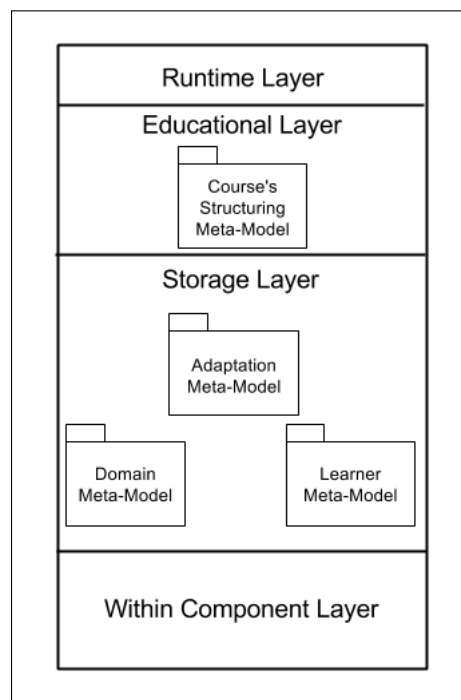 Runtime Layer
Educational Layer
Course's
Structuring
Meta-Model
Storage Layer
Adaptation
Meta-Model
Domain
Meta-Model
Learner
Meta-Model
Within Component Layer